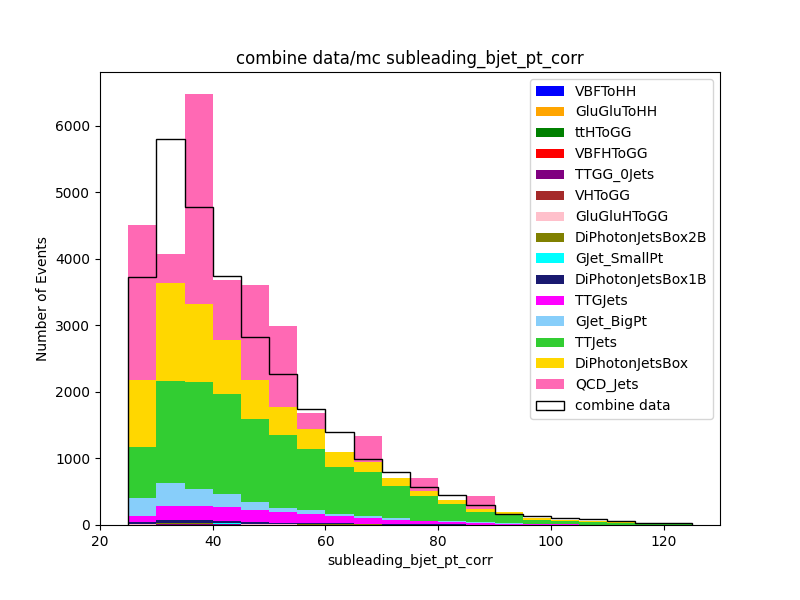 combine data/mc subleading_bjet_pt_corr
VBFToHH
GluGluToHH
ttHToGG
VBFHToGG
TTGG_0Jets
VHToGG
GluGluHToGG
DiPhotonJetsBox2B
GJet_SmallPt
DiPhotonJetsBox1B
TTGJets
GJet_BigPt
TTJets
DiPhotonJetsBox
QCD_Jets
combine data
Number of Events
6000
5000
4000
3000
2000
1000
0
20 40 60 80 100 120
subleading_bjet_pt_corr